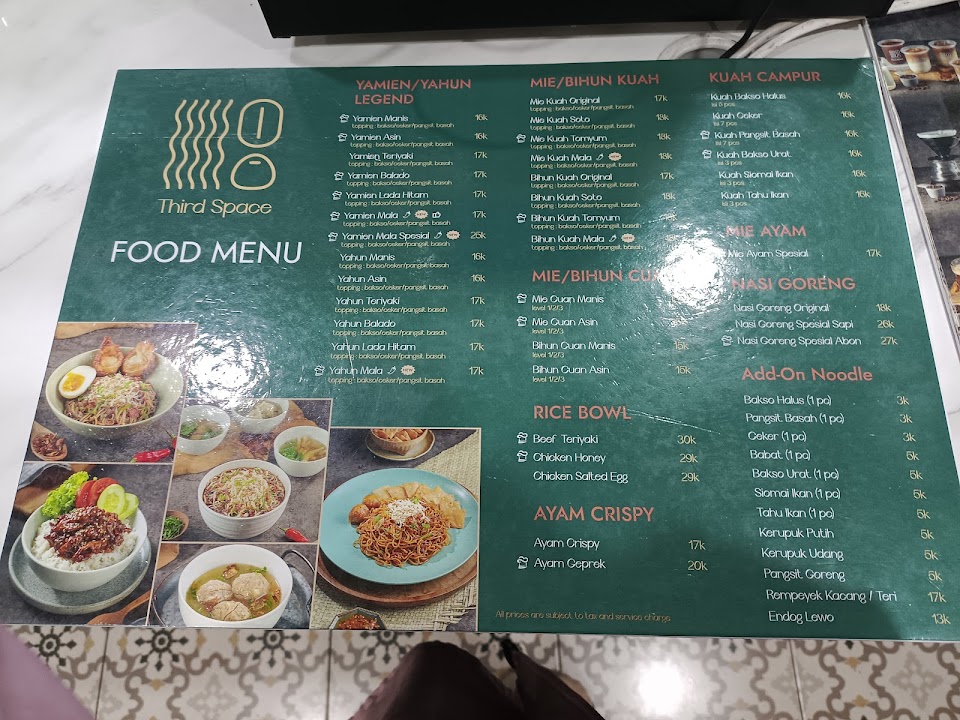 Third Space
FOOD MENU
YAMIEN/YAHUN
LEGEND
Yamien Manis 16k
topping : bakso/ceker/pangsit basah
Yamien Asin 16k
topping : bakso/ceker/pangsit basah
Yamien Teriyaki 17k
topping : bakso/ceker/pangsit basah
Yamien Balado 17k
topping : bakso/ceker/pangsit basah
Yamien Lada Hitam 17k
topping : bakso/ceker/pangsit basah
Yamien Mala 17k
topping : bakso/ceker/pangsit basah
Yamien Mala Spesial 25k
topping : bakso/ceker/pangsit basah
Yahun Manis 16k
topping : bakso/ceker/pangsit basah
Yahun Asin 16k
topping : bakso/ceker/pangsit basah
Yahun Teriyaki 17k
topping : bakso/ceker/pangsit basah
Yahun Balado 17k
topping : bakso/ceker/pangsit basah
Yahun Lada Hitam 17k
topping : bakso/ceker/pangsit basah
Yahun Mala 17k
topping : bakso/ceker/pangsit basah
MIE/BIHUN KUAH
Mie Kuah Original 17k
topping : bakso/ceker/pangsit basah
Mie Kuah Soto 18k
topping : bakso/ceker/pangsit basah
Mie Kuah Tomyum 18k
topping : bakso/ceker/pangsit basah
Mie Kuah Mala 18k
topping : bakso/ceker/pangsit basah
Bihun Kuah Original 17k
topping : bakso/ceker/pangsit basah
Bihun Kuah Soto 18k
topping : bakso/ceker/pangsit basah
Bihun Kuah Tomyum
topping : bakso/ceker/pangsit basah
Bihun Kuah Mala
topping : bakso/ceker/pangsit basah
MIE/BIHUN
Mie Cuan Manis
level 1/2/3
Mie Cuan Asin
level 1/2/3
Bihun Cuan Manis 15k
level 1/2/3
Bihun Cuan Asin 15k
level 1/2/3
RICE BOWL
Beef Teriyaki 30k
Chicken Honey 29k
Chicken Salted Egg 29k
AYAM CRISPY
Ayam Crispy 17k
Ayam Geprek 20k
All prices are subject to tax and service charge
KUAH CAMPUR
Kuah Bakso Halus 16k
isi 5 pcs
Kuah Ceker 16k
isi 7 pcs
Kuah Pangsit Basah 16k
isi 7 pcs
Kuah Bakso Urat 16k
isi 3 pcs
Kuah Siomai Ikan 16k
isi 3 pcs
Kuah Tahu Ikan 16k
isi 3 pcs
MIE AYAM
Mie Ayam Spesial 17k
NASI GORENG
Nasi Goreng Original 18k
Nasi Goreng Spesial Sapi 26k
Nasi Goreng Spesial Abon 27k
Add-On Noodle
Bakso Halus (1 pc) 3k
Pangsit Basah (1 pc) 3k
Ceker (1 pc) 3k
Babat (1 pc) 5k
Bakso Urat (1 pc) 5k
Siomai Ikan (1 pc) 5k
Tahu Ikan (1 pc) 5k
Kerupuk Putih 5k
Kerupuk Udang 5k
Pangsit Goreng 5k
Rempeyek Kacang / Teri 17k
Endog Lewo 13k